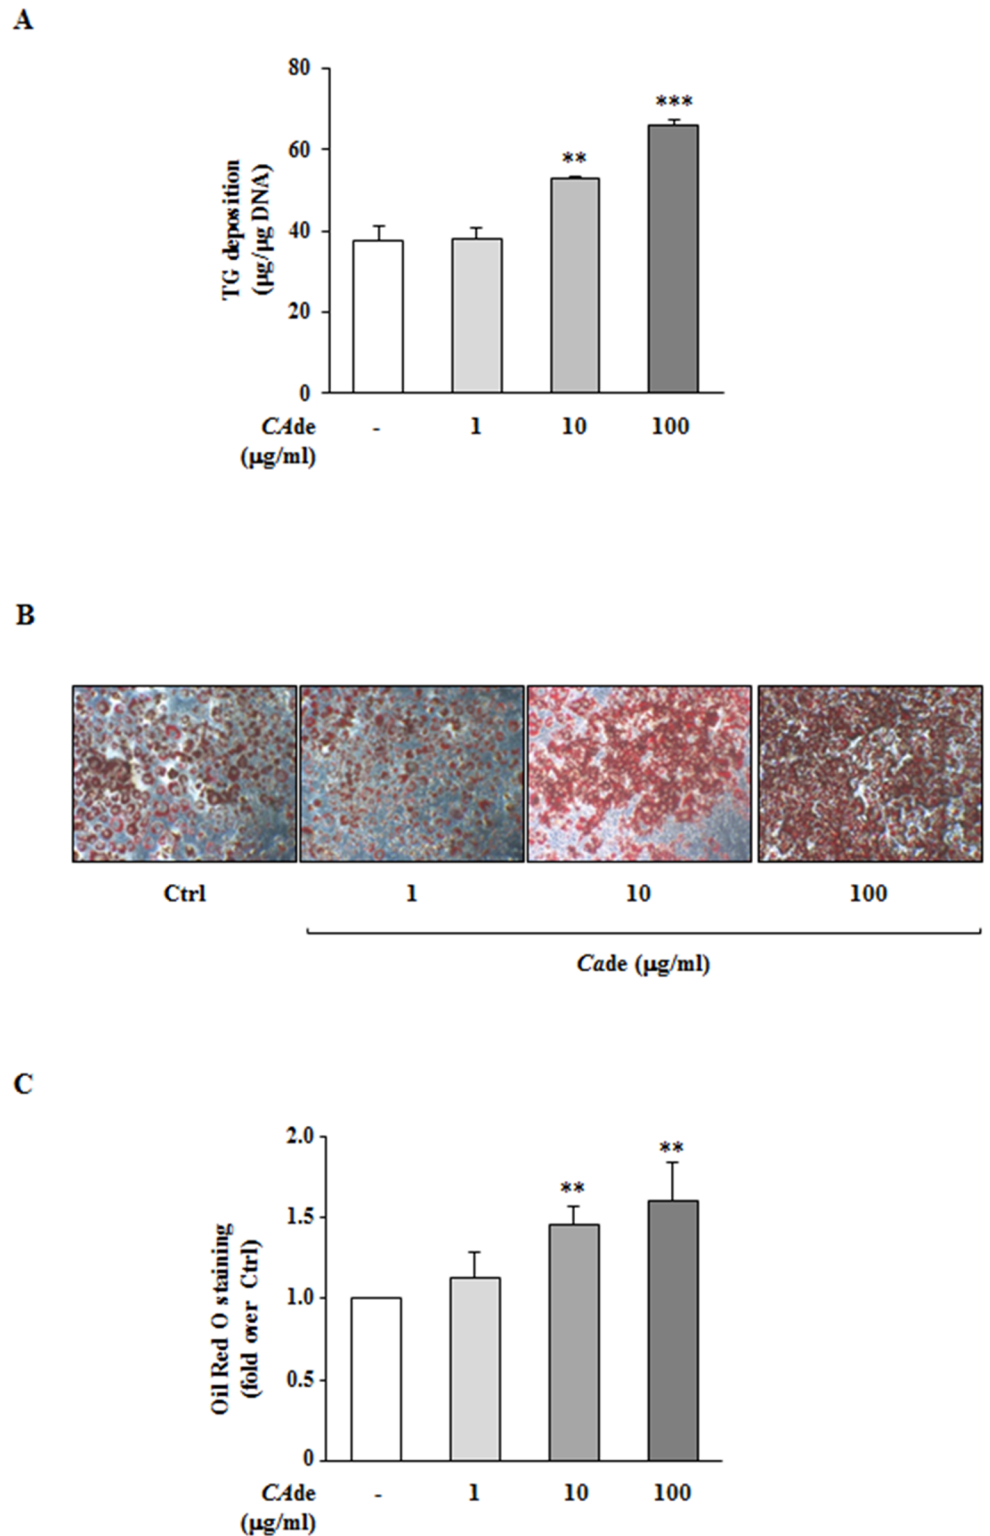 A
80
60
40
20
0
TG deposition
(μg/μg DNA)
**
***
CAde - 1 10 100
(μg/ml)
B
Ctrl 1 10 100
Cade (μg/ml)
C
2.0
1.5
1.0
0.5
0
Oil Red O staining
(fold over Ctrl)
**
**
CAde - 1 10 100
(μg/ml)